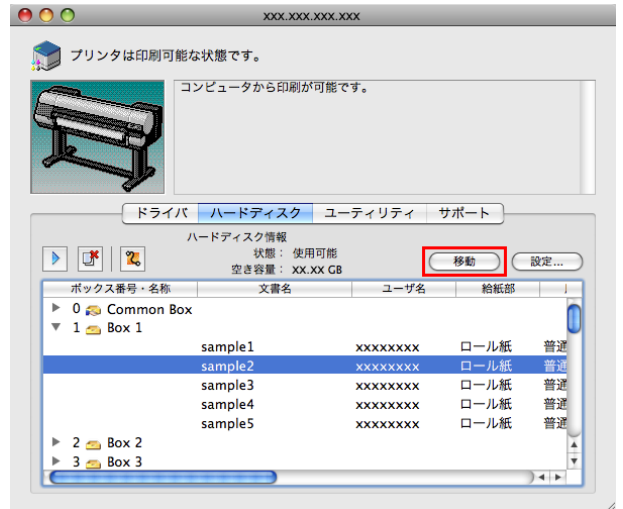 xxx.xxx.xxx.xxx
プリンタは印刷可能な状態です。
コンピュータから印刷が可能です。
ドライバ ハードディスク ユーティリティ サポート
ハードディスク情報
状態： 使用可能
空き容量： XX.XX GB
移動 設定...
ボックス番号・名称 文書名 ユーザ名 給紙部
0 Common Box
1 Box 1
sample1 xxxxxxxx ロール紙 普通
sample2 xxxxxxxx ロール紙 普通
sample3 xxxxxxxx ロール紙 普通
sample4 xxxxxxxx ロール紙 普通
sample5 xxxxxxxx ロール紙 普通
2 Box 2
3 Box 3